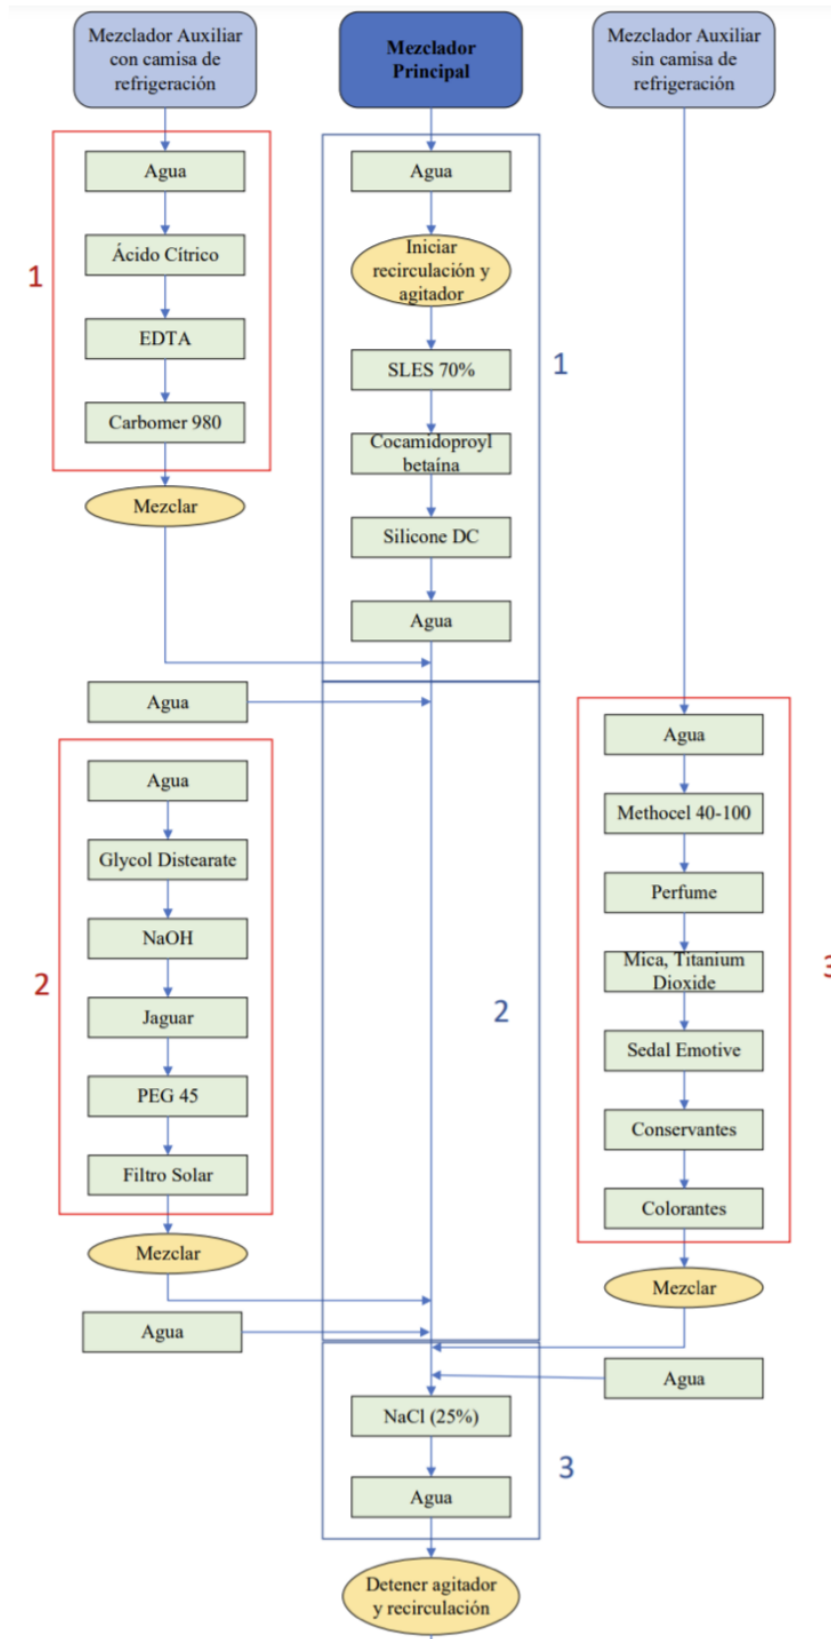 Mezclador Auxiliar
con camisa de
refrigeración
Mezclador
Principal
Mezclador Auxiliar
sin camisa de
refrigeración
Agua
Ácido Cítrico
EDTA
Carbomer 980
1
Mezclar
Agua
Iniciar
recirculación y
agitador
SLES 70%
Cocamidoproyl
betaína
Silicone DC
Agua
1
Agua
Agua
Glycol Distearate
NaOH
Jaguar
PEG 45
Filtro Solar
2
Mezclar
Agua
2
Agua
Methocel 40-100
Perfume
Mica, Titanium
Dioxide
Sedal Emotive
Conservantes
Colorantes
3
Mezclar
Agua
NaCl (25%)
Agua
3
Detener agitador
y recirculación